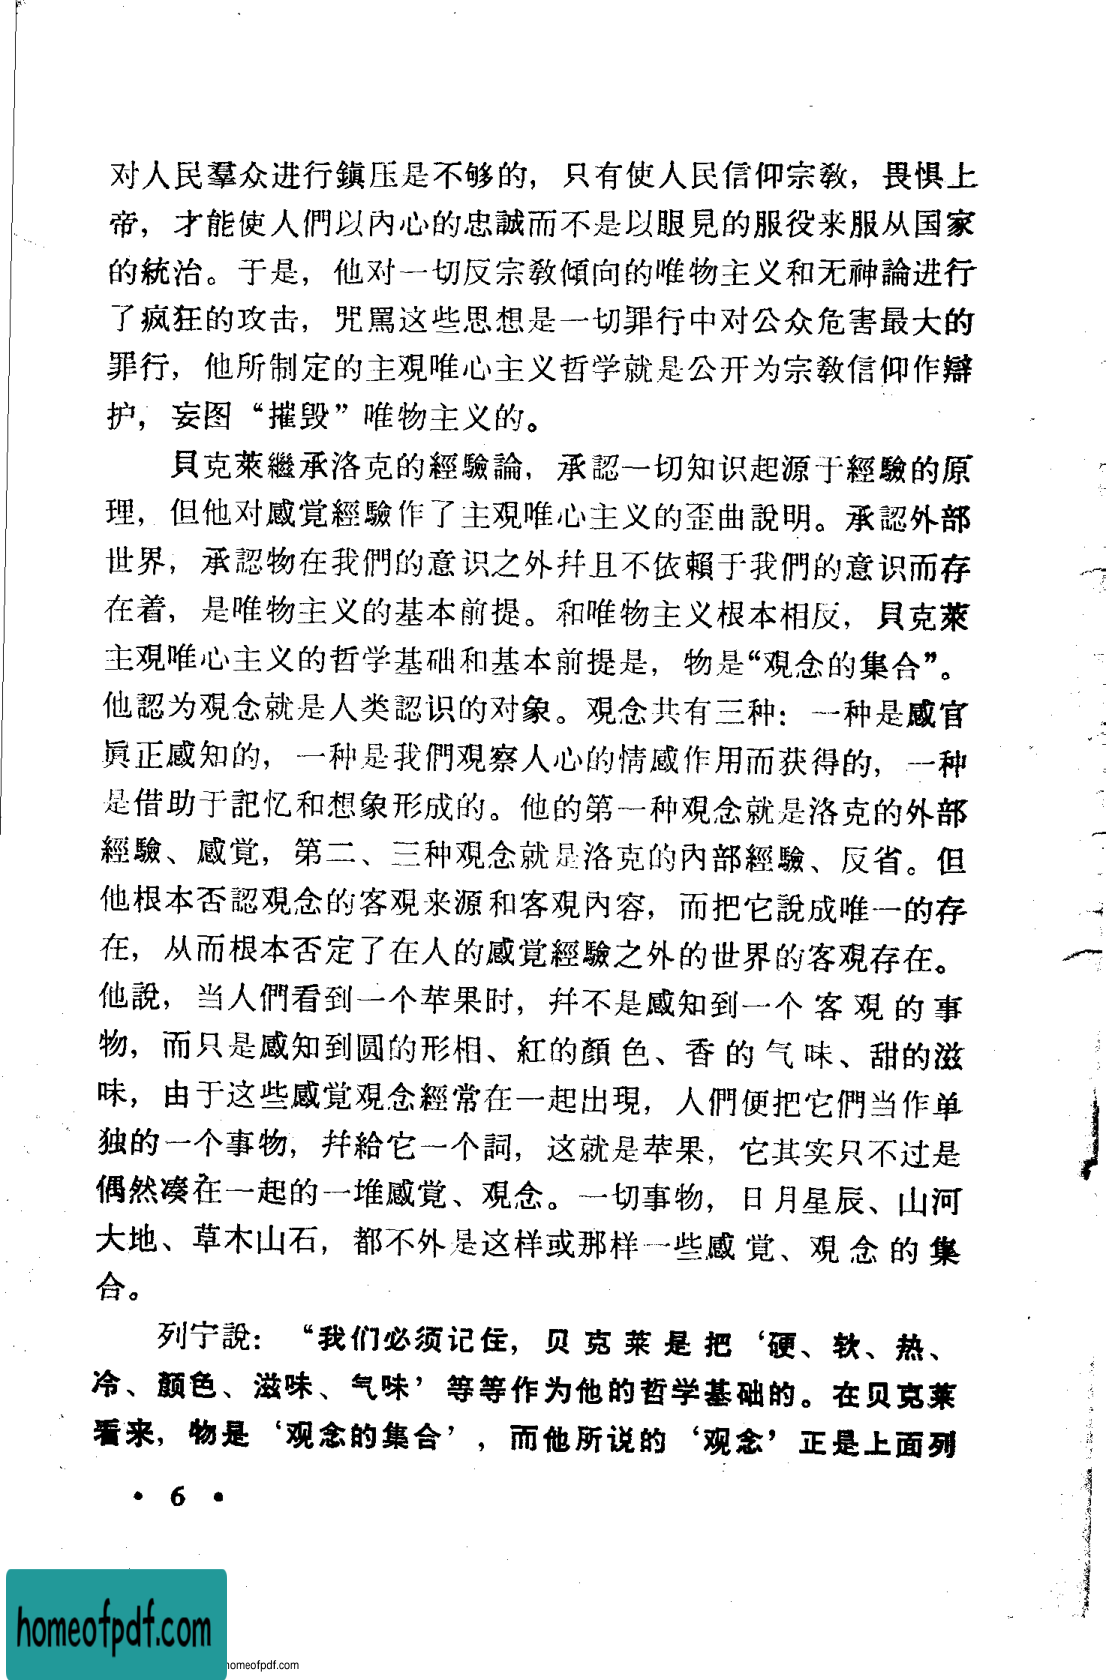 对人民羣众进行鎮压是不够的，只有使人民信仰宗敎，畏惧上
帝，才能使人們以內心的忠誠而不是以眼見的服役来服从国家
的統治。于是，他对一切反宗敎傾向的唯物主义和无神論进行
了疯狂的攻击，咒駡这些思想是一切罪行中对公众危害最大的
罪行，他所制定的主观唯心主义哲学就是公开为宗敎信仰作辯
护，妄图“摧毁”唯物主义的。
貝克萊繼承洛克的經驗論，承認一切知识起源于經驗的原
理，但他对感觉經驗作了主观唯心主义的歪曲說明。承認外部
世界，承認物在我們的意识之外幷且不依賴于我們的意识而存
在着，是唯物主义的基本前提。和唯物主义根本相反，貝克萊
主观唯心主义的哲学基础和基本前提是，物是“观念的集合”。
他認为观念就是人类認识的对象。观念共有三种：一种是感官
眞正感知的，一种是我們观察人心的情感作用而获得的，一种
是借助于記忆和想象形成的。他的第一种观念就是洛克的外部
經驗、感觉，第二、三种观念就是洛克的內部經驗、反省。但
他根本否認观念的客观来源和客观內容，而把它說成唯一的存
在，从而根本否定了在人的感觉經驗之外的世界的客观存在。
他說，当人們看到一个苹果时，幷不是感知到一个客观的事
物，而只是感知到圆的形相、紅的顏色、香的气味、甜的滋
味，由于这些感觉观念經常在一起出現，人們便把它們当作单
独的一个事物，幷給它一个詞，这就是苹果，它其实只不过是
偶然凑在一起的一堆感觉、观念。一切事物，日月星辰、山河
大地、草木山石，都不外是这样或那样一些感觉、观念的集
合。
列宁說：“我们必须记住，贝克莱是把‘硬、软、热、
冷、颜色、滋味、气味’等等作为他的哲学基础的。在贝克莱
看来，物是‘观念的集合’，而他所说的‘观念’正是上面列
• 6 •
homeofpdf.com
homeofpdf.com